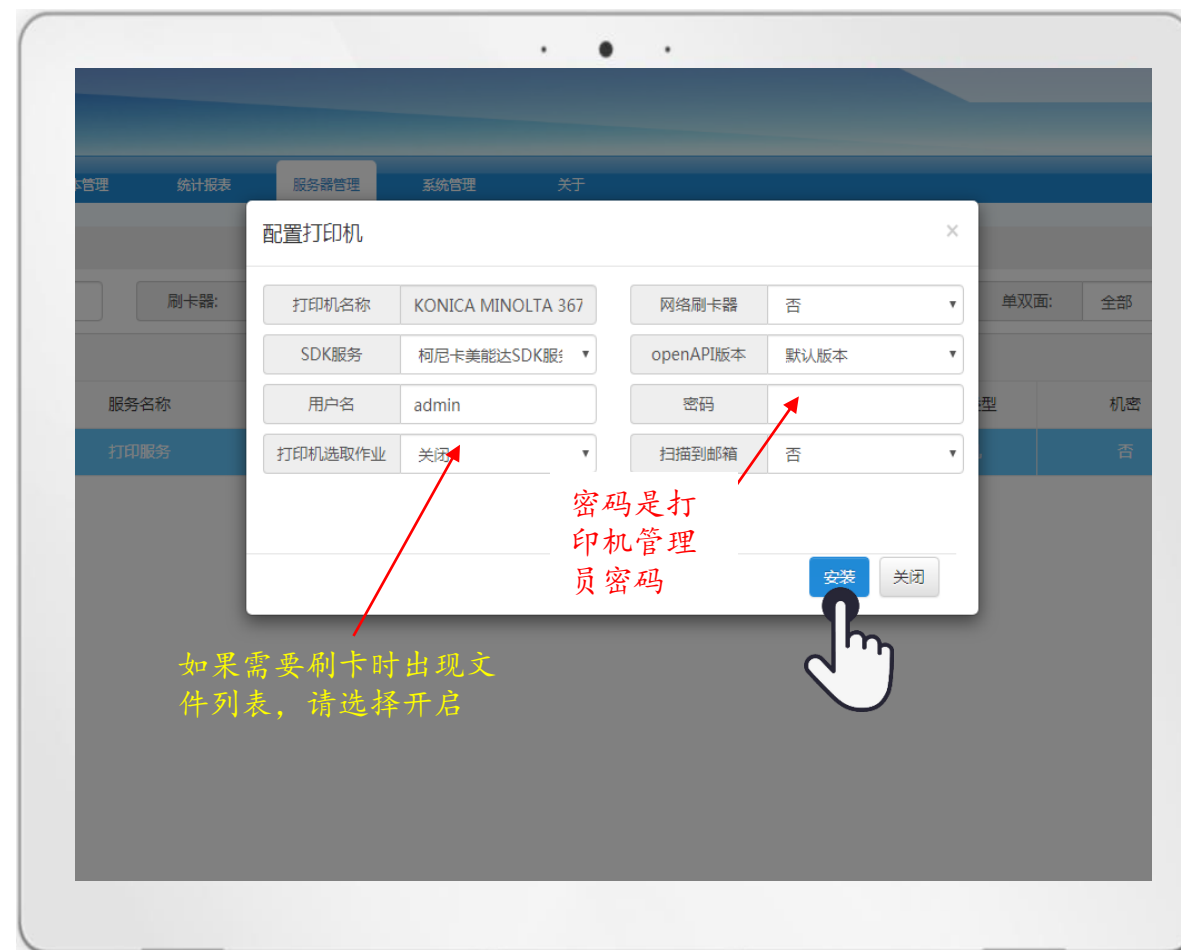 本管理 统计报表 服务器管理 系统管理 关于
配置打印机 ×
刷卡器: 单双面: 全部
打印机名称 KONICA MINOLTA 367 网络刷卡器 否
SDK服务 柯尼卡美能达SDK服 openAPI版本 默认版本
服务名称 用户名 admin 密码 型 机密
打印服务 打印机选取作业 关闭 扫描到邮箱 否 否
密码是打
印机管理
员密码
安装 关闭
如果需要刷卡时出现文
件列表，请选择开启